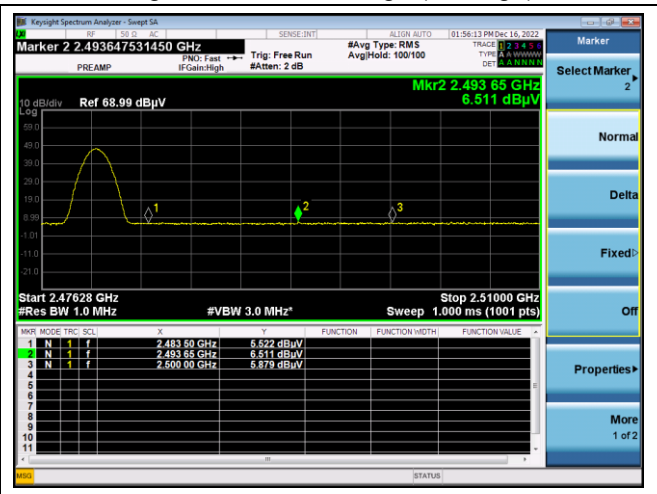 Keysight Spectrum Analyzer - Swept SA
LXI RF 50 Ω AC SENSE:INT ALIGN AUTO 01:56:13 PM Dec 16, 2022
Marker 2 2.493647531450 GHz
PREAMP
PNO: Fast
IFGain:High
Trig: Free Run
#Atten: 2 dB
#Avg Type: RMS
Avg|Hold: 100/100
TRACE 1 2 3 4 5 6
TYPE A A WWWW
DET A A N N N N
Mkr2 2.493 65 GHz
6.511 dBµV
10 dB/div Ref 68.99 dBµV
Log
59.0
49.0
39.0
29.0
19.0
8.99
-1.01
-11.0
-21.0
1
2
3
Start 2.47628 GHz Stop 2.51000 GHz
#Res BW 1.0 MHz #VBW 3.0 MHz* Sweep 1.000 ms (1001 pts)
MKR MODE TRC SCL X Y FUNCTION FUNCTION WIDTH FUNCTION VALUE
1 N 1 f 2.483 50 GHz 5.522 dBuV
2 N 1 f 2.493 65 GHz 6.511 dBuV
3 N 1 f 2.500 00 GHz 5.879 dBuV
4
5
6
7
8
9
10
11
MSG STATUS
Marker
Select Marker
2
Normal
Delta
Fixed
Off
Properties
More
1 of 2